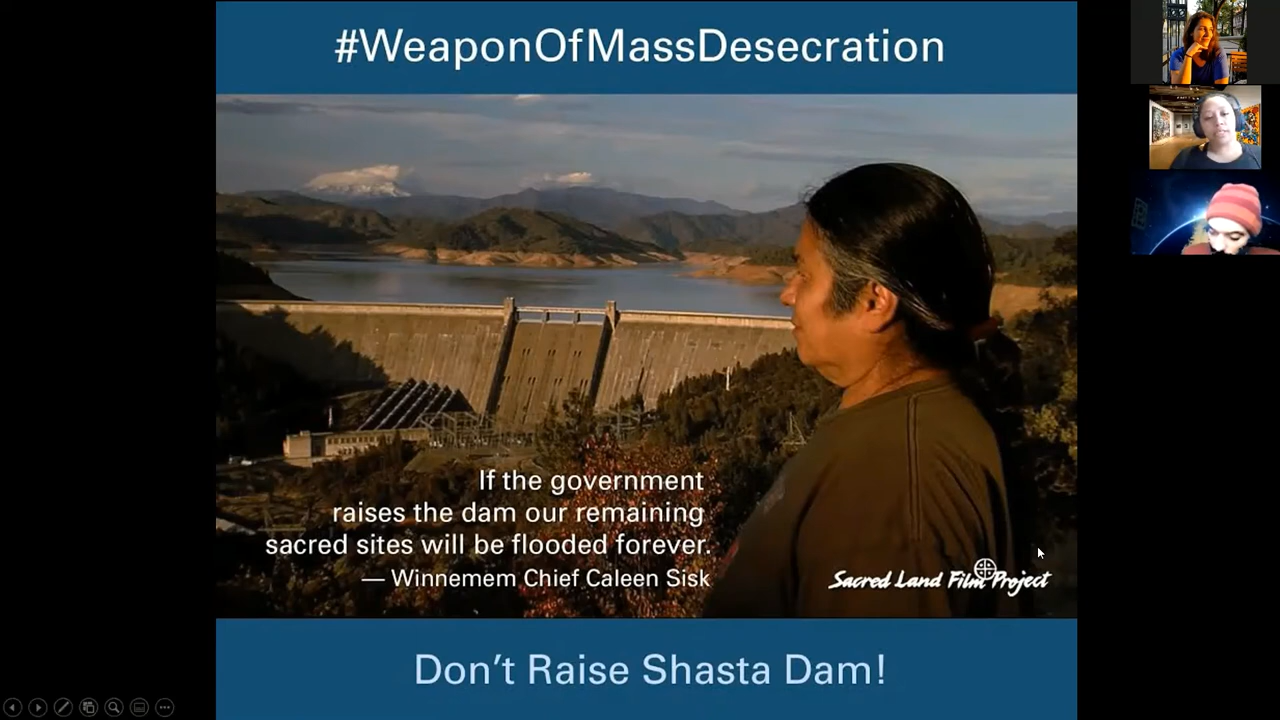 #WeaponOfMassDesecration
If the government
raises the dam our remaining
sacred sites will be flooded forever.
— Winnemem Chief Caleen Sisk
Sacred Land Film Project
Don't Raise Shasta Dam!